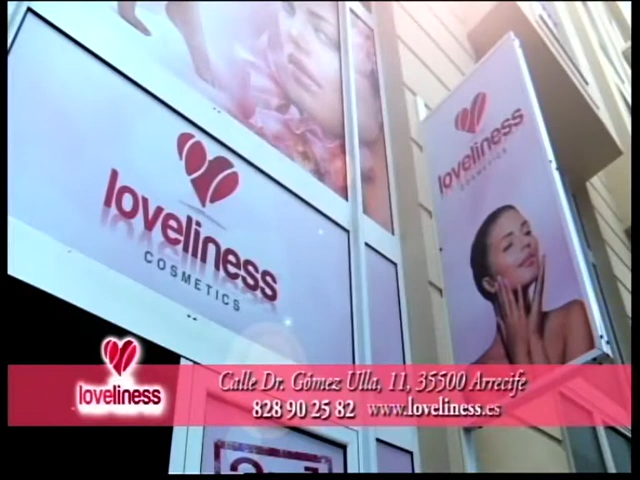 loveliness
COSMETICS
loveliness
COSMETICS
loveliness
Calle Dr. Gómez Ulla, 11, 35500 Arrecife
828 90 25 82 www.loveliness.es